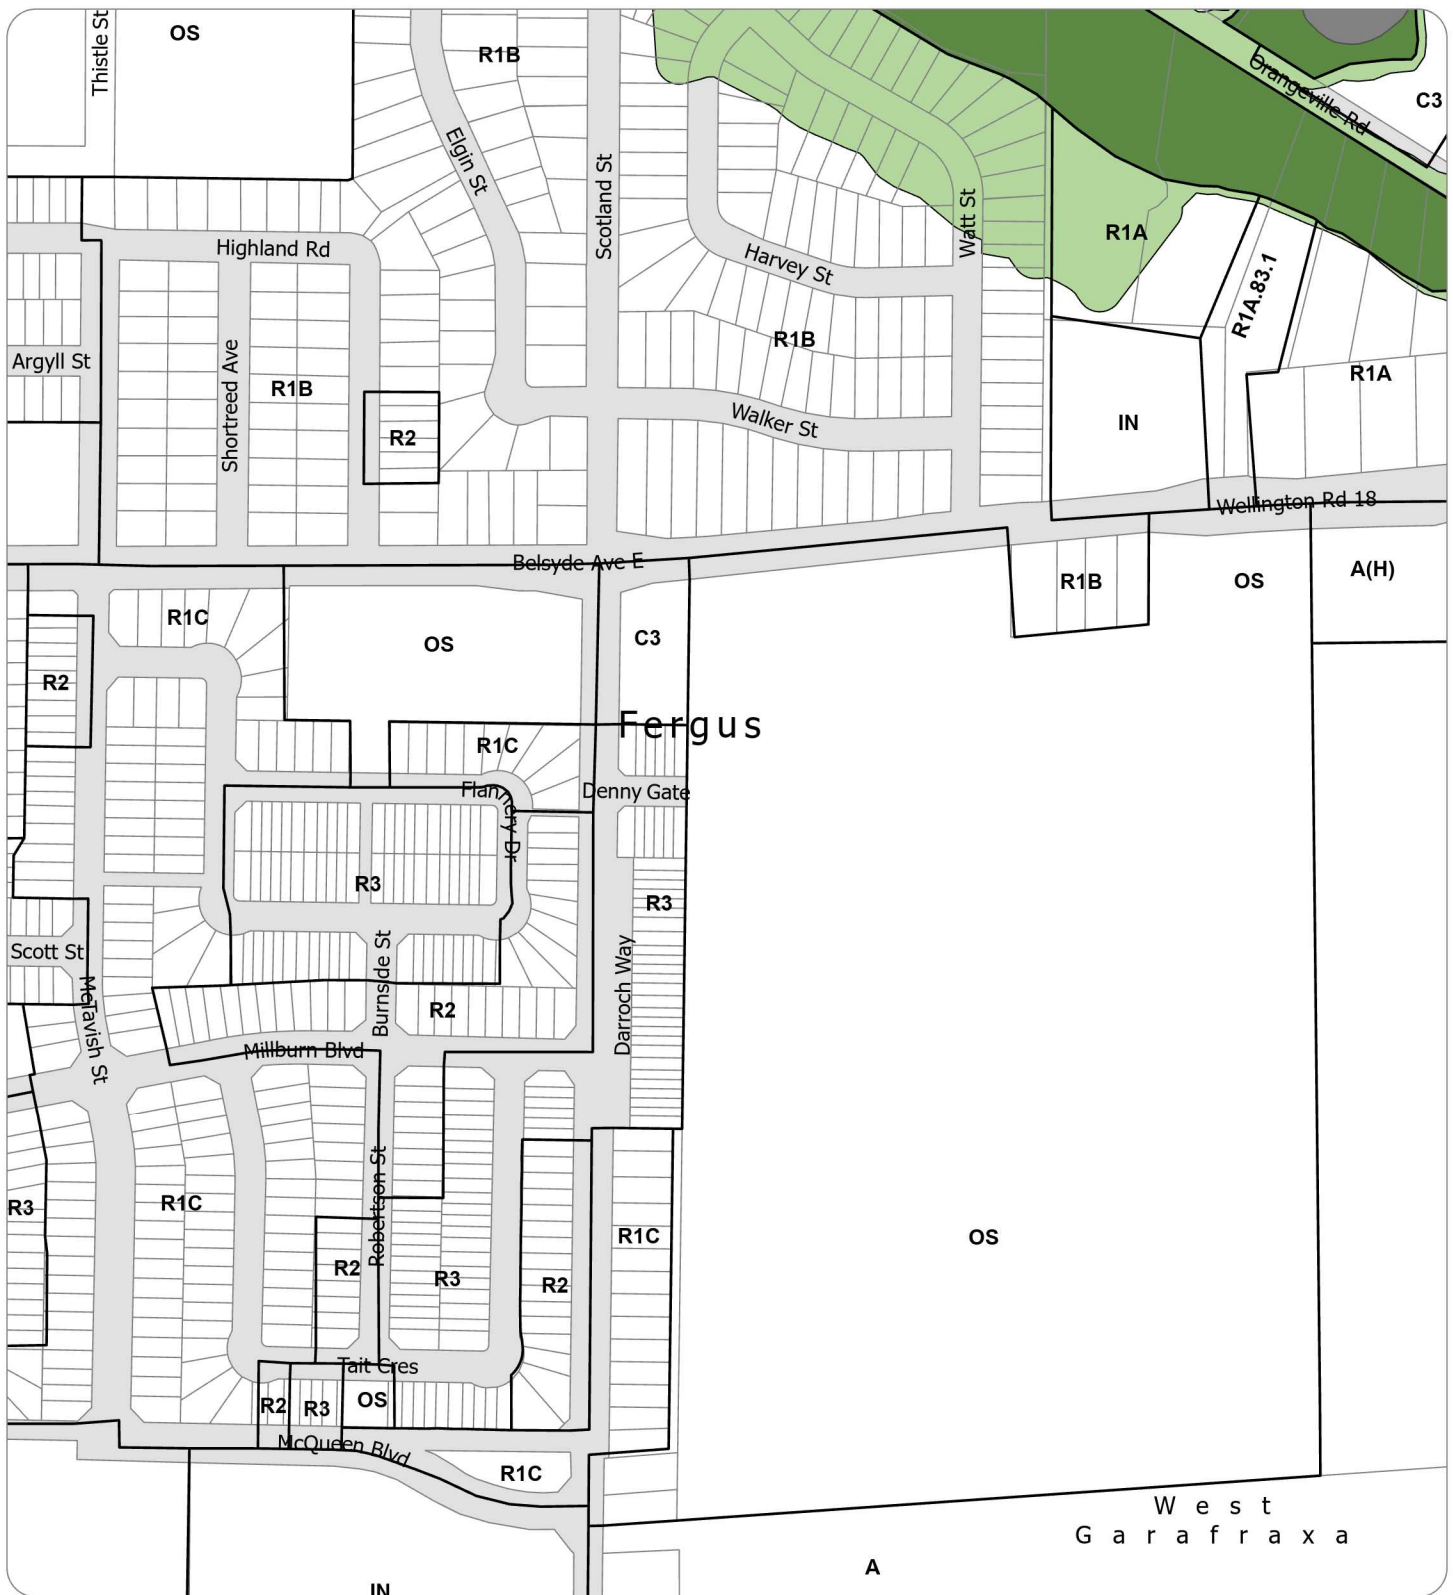 Thistle St
OS
R1B
Elgin St
Scotland St
Orangeville Rd
C3
Watt St
R1A
Highland Rd
Harvey St
R1A.83.1
R1B
Argyll St
Shortreed Ave
R1B
R1A
Walker St
IN
R2
Wellington Rd 18
Belsyde Ave E
R1B
OS
A(H)
R1C
OS
C3
R2
Fergus
R1C
Flannery Dr
Denny Gate
R3
R3
Scott St
McTavish St
Burnside St
R2
Darroch Way
Millburn Blvd
R3
R1C
Robertson St
R1C
OS
R2
R3
R2
Tait Cres
R2
R3
OS
McQueen Blvd
R1C
West
Garafraxa
A
IN